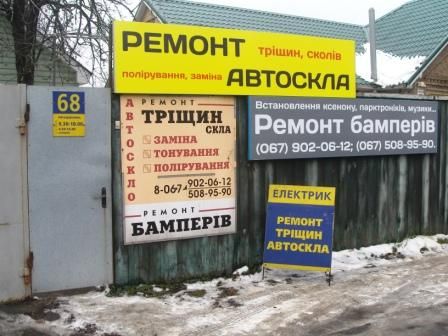 РЕМОНТ тріщин, сколів
полірування, заміна АВТОСКЛА
68
АВТОСКЛО
РЕМОНТ
ТРІЩИН
СКЛА
ЗАМІНА
ТОНУВАННЯ
ПОЛІРУВАННЯ
8-067 902-06-12
508-95-90
РЕМОНТ
БАМПЕРІВ
Встановлення ксенону, парктроніків, музики...
Ремонт бамперів
(067) 902-06-12; (067) 508-95-90.
ЕЛЕКТРИК
РЕМОНТ
ТРІЩИН
АВТОСКЛА